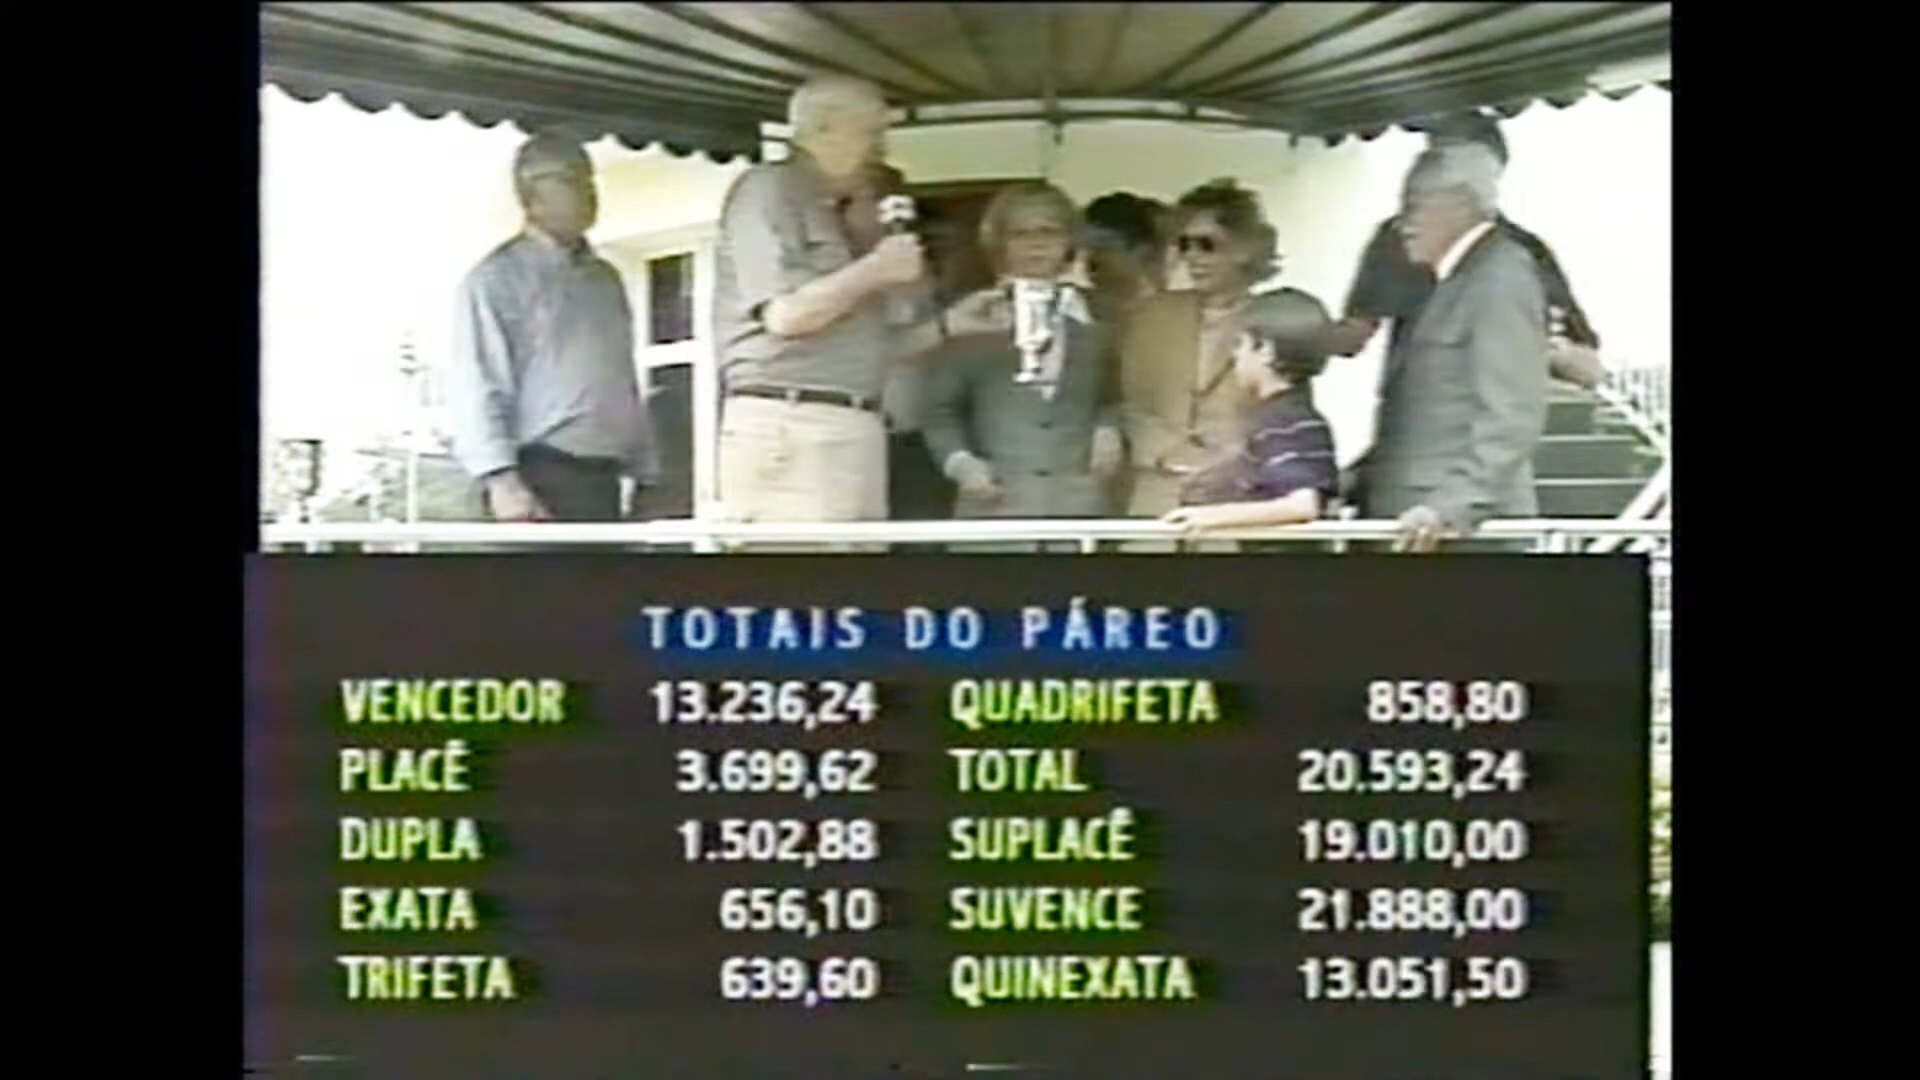 TOTAIS DO PÁREO
VENCEDOR 13.236,24 QUADRIFETA 858,80
PLACÊ 3.699,62 TOTAL 20.593,24
DUPLA 1.502,88 SUPLACÊ 19.010,00
EXATA 656,10 SUVENCE 21.888,00
TRIFETA 639,60 QUINEXATA 13.051,50